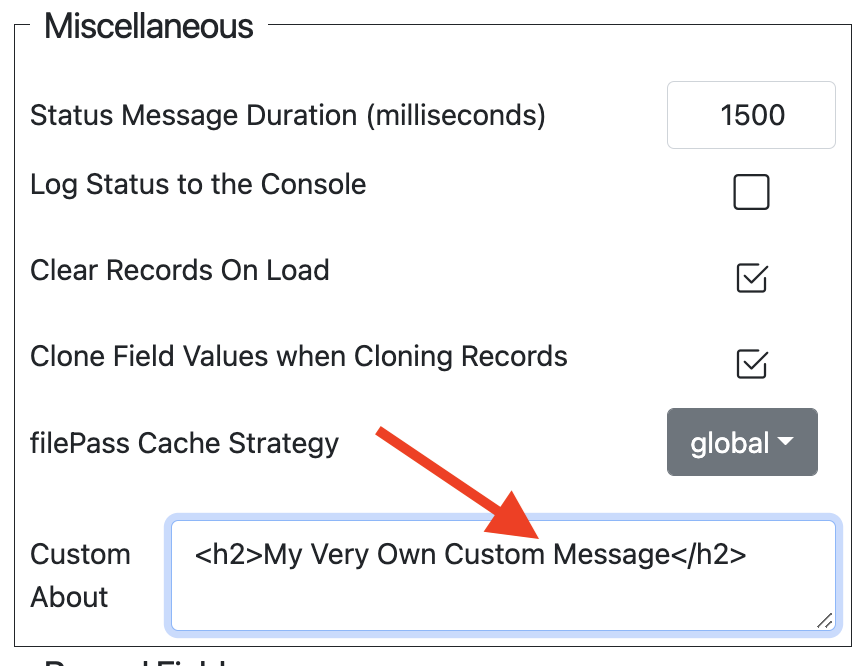 Miscellaneous
Status Message Duration (milliseconds)
1500
Log Status to the Console
Clear Records On Load
Clone Field Values when Cloning Records
filePass Cache Strategy
global
Custom About
<h2>My Very Own Custom Message</h2>